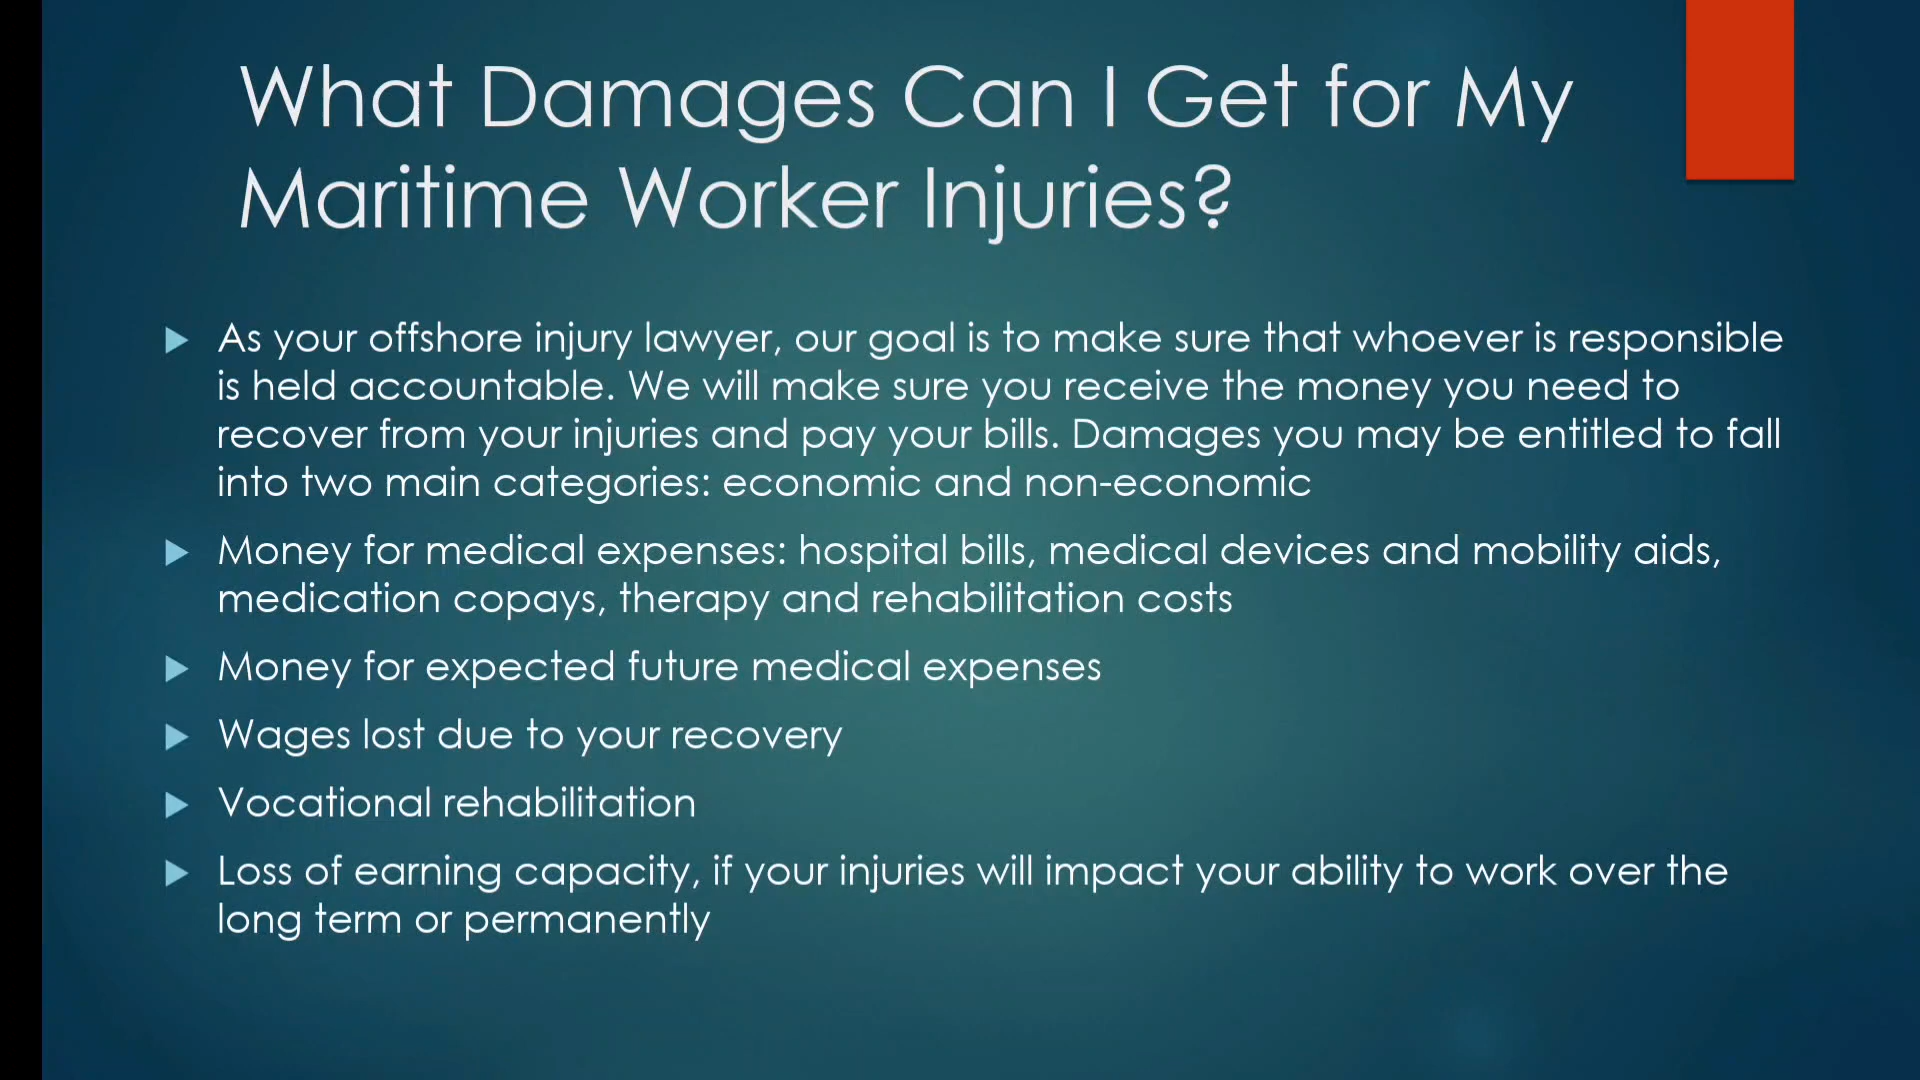 What Damages Can I Get for My
Maritime Worker Injuries?
As your offshore injury lawyer, our goal is to make sure that whoever is responsible
is held accountable. We will make sure you receive the money you need to
recover from your injuries and pay your bills. Damages you may be entitled to fall
into two main categories: economic and non-economic
Money for medical expenses: hospital bills, medical devices and mobility aids,
medication copays, therapy and rehabilitation costs
Money for expected future medical expenses
Wages lost due to your recovery
Vocational rehabilitation
Loss of earning capacity, if your injuries will impact your ability to work over the
long term or permanently